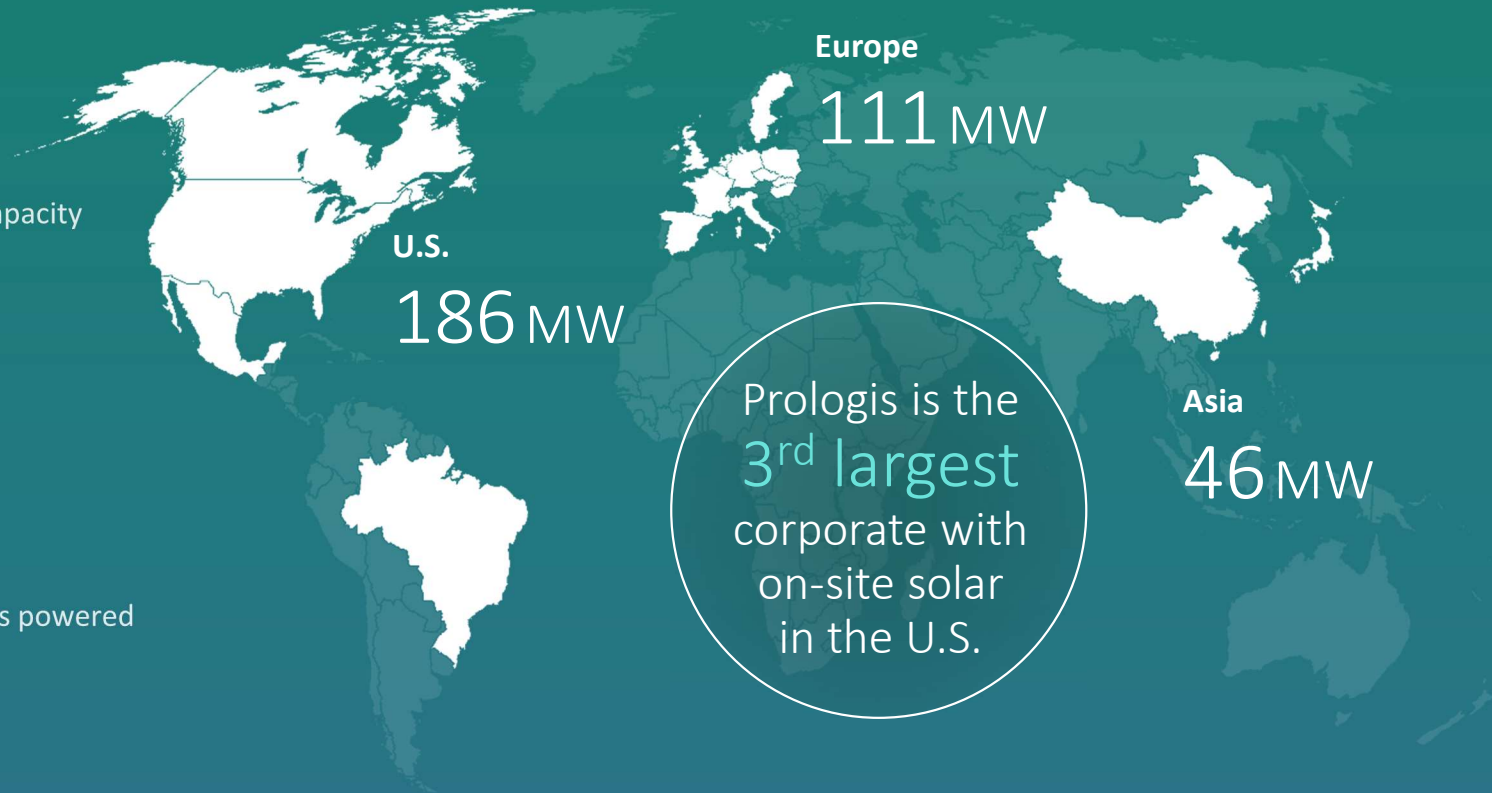 Europe
111 MW
apacity
U.S.
186 MW
Prologis is the
3rd largest
corporate with
on-site solar
in the U.S.
Asia
46 MW
s powered